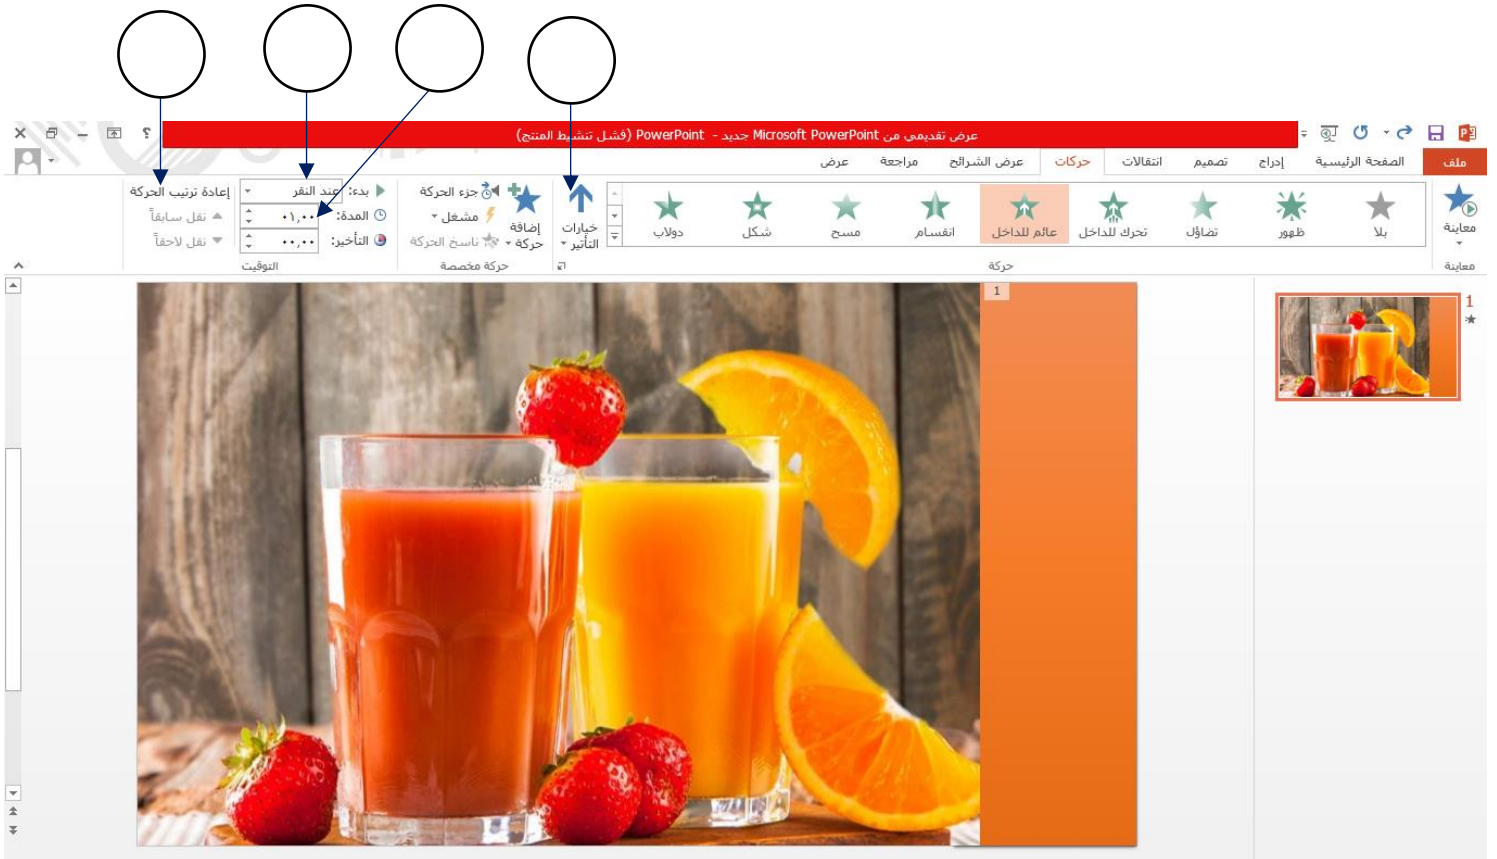 عرض تقديمي من Microsoft PowerPoint جديد - PowerPoint (فشل تنشيط المنتج)
?
ملف
الصفحة الرئيسية
إدراج
تصميم
انتقالات
حركات
عرض الشرائح
مراجعة
عرض
معاينة
معاينة
بلا
ظهور
تضاؤل
تحرك للداخل
عائم للداخل
انقسام
مسح
شكل
دولاب
حركة
خيارات
التأثير
إضافة
حركة
جزء الحركة
مشغل
ناسخ الحركة
حركة مخصصة
بدء: عند النقر
المدة: ٠١,٠٠
التأخير: ٠٠,٠٠
إعادة ترتيب الحركة
نقل سابقاً
نقل لاحقاً
التوقيت
1
1